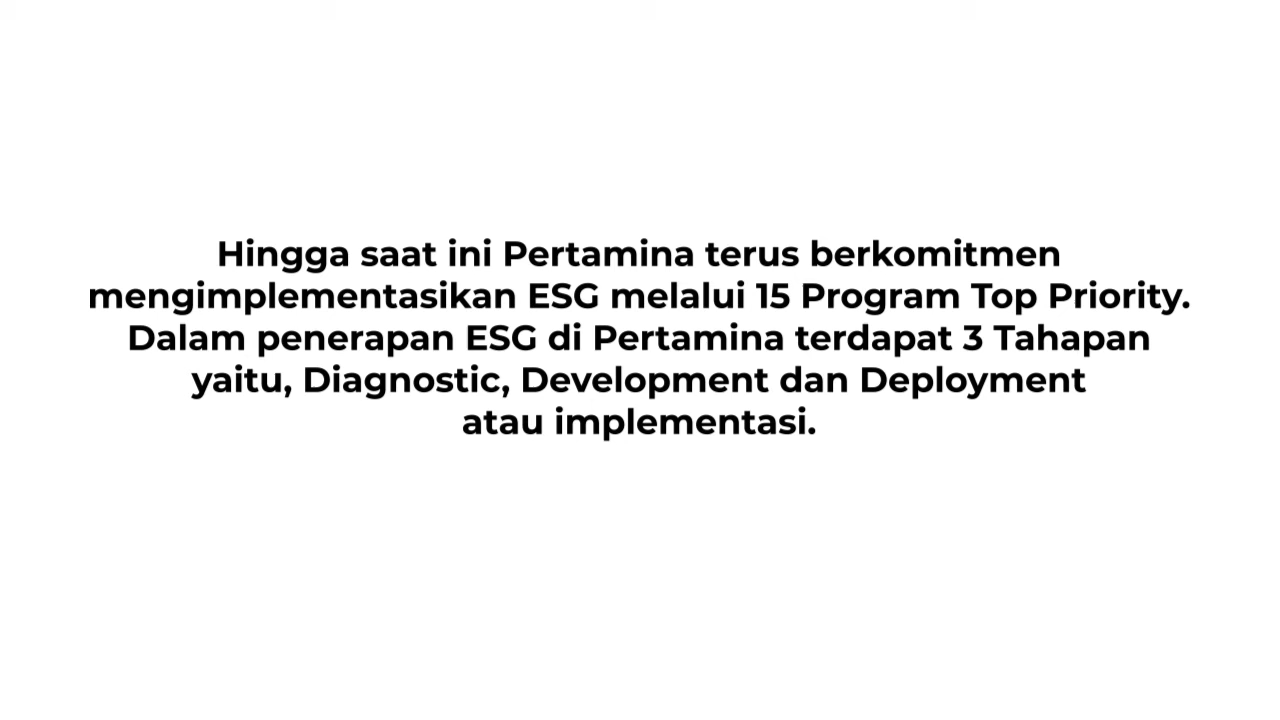 Hingga saat ini Pertamina terus berkomitmen
mengimplementasikan ESG melalui 15 Program Top Priority.
Dalam penerapan ESG di Pertamina terdapat 3 Tahapan
yaitu, Diagnostic, Development dan Deployment
atau implementasi.